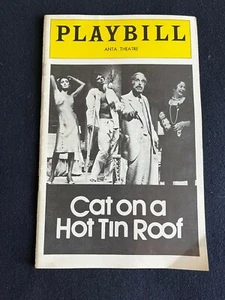 PLAYBILL
ANTA THEATRE
Cat on a
Hot Tin Roof